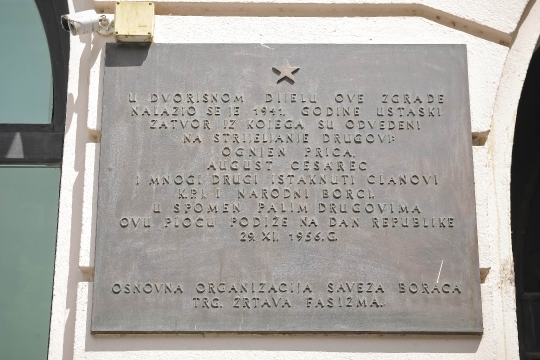 U DVORIŠNOM DIJELU OVE ZGRADE
NALAZIO SE JE 1941. GODINE USTAŠKI
ZATVOR IZ KOJEGA SU ODVEDENI
NA STRIJELJANJE DRUGOVI:
OGNJEN PRICA,
AUGUST CESAREC
I MNOGI DRUGI ISTAKNUTI ČLANOVI
K.P.J. I NARODNI BORCI.
U SPOMEN PALIM DRUGOVIMA
OVU PLOČU PODIŽE NA DAN REPUBLIKE
29. XI. 1956. G.
OSNOVNA ORGANIZACIJA SAVEZA BORACA
TRG. ŽRTAVA FAŠIZMA.